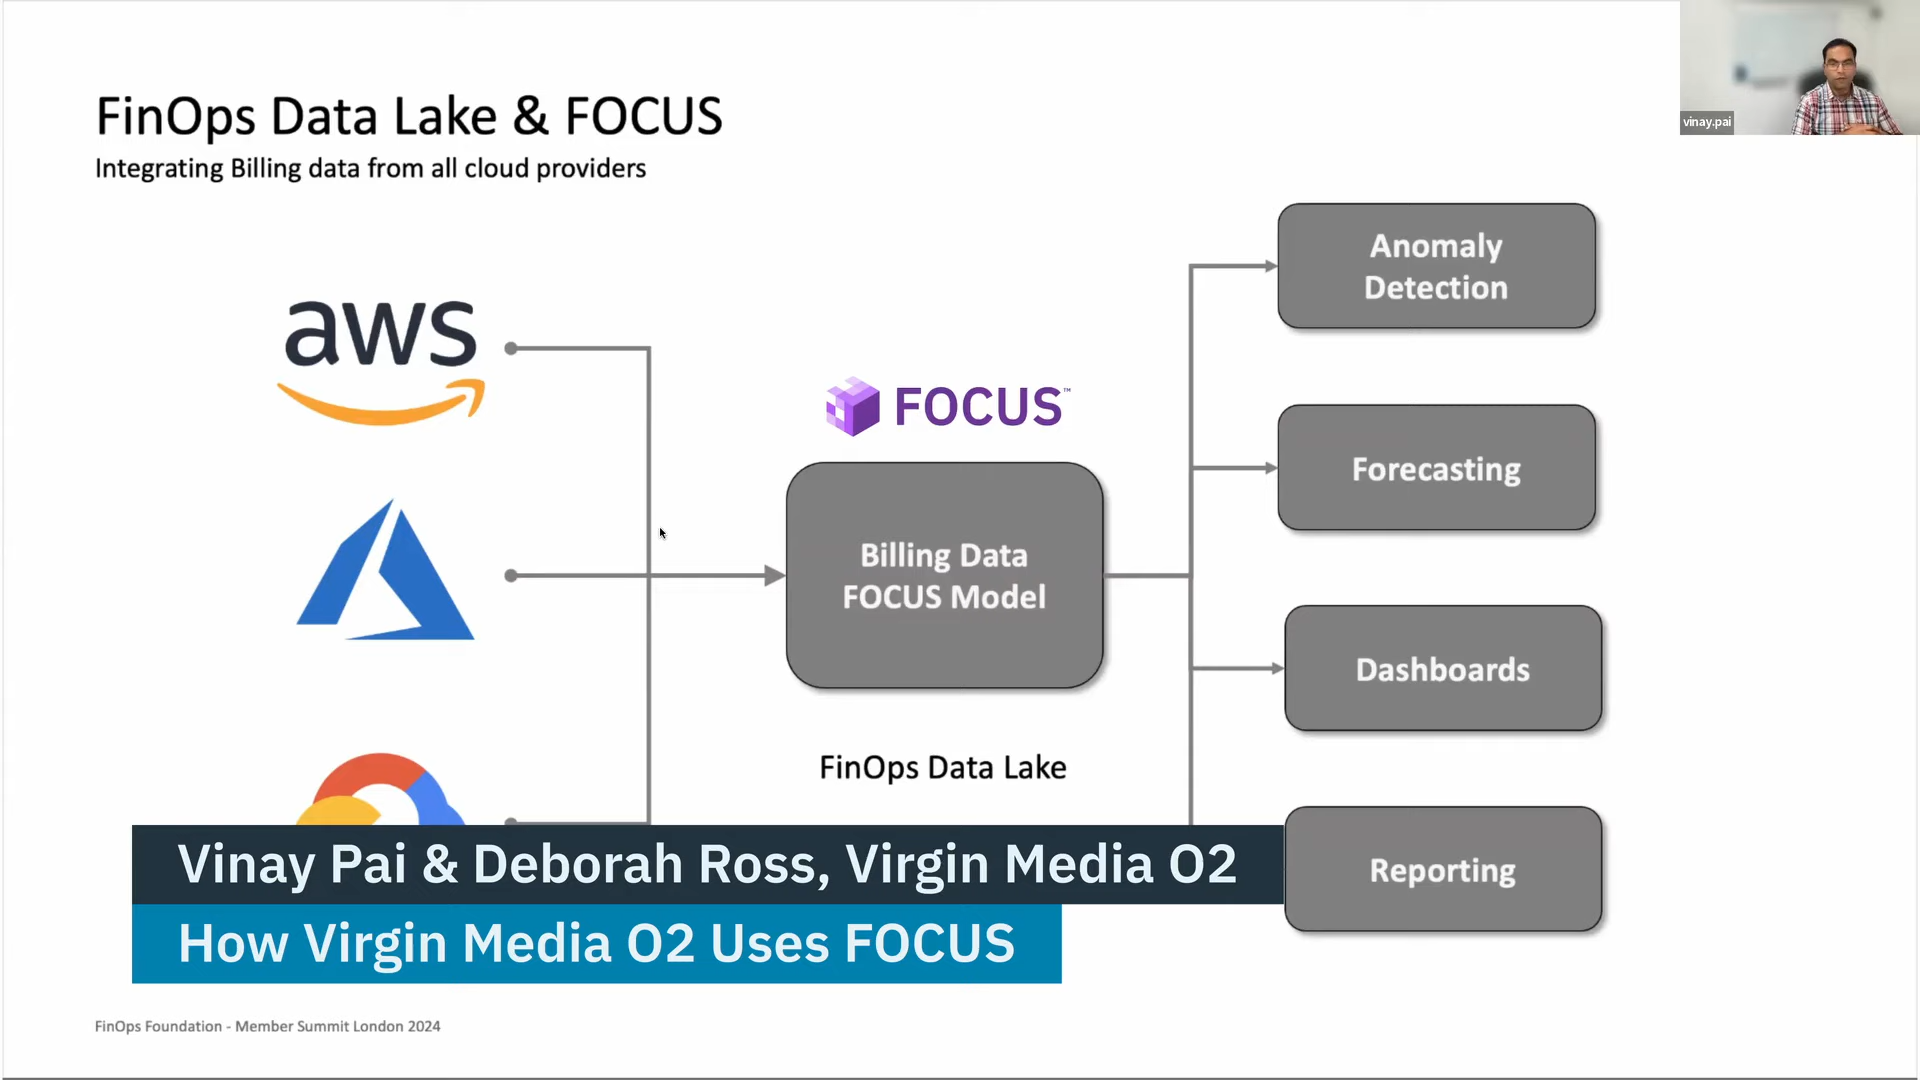 FinOps Data Lake & FOCUS
Integrating Billing data from all cloud providers
vinay.pai
aws
FOCUS™
Billing Data
FOCUS Model
FinOps Data Lake
Anomaly
Detection
Forecasting
Dashboards
Reporting
Vinay Pai & Deborah Ross, Virgin Media O2
How Virgin Media O2 Uses FOCUS
FinOps Foundation - Member Summit London 2024